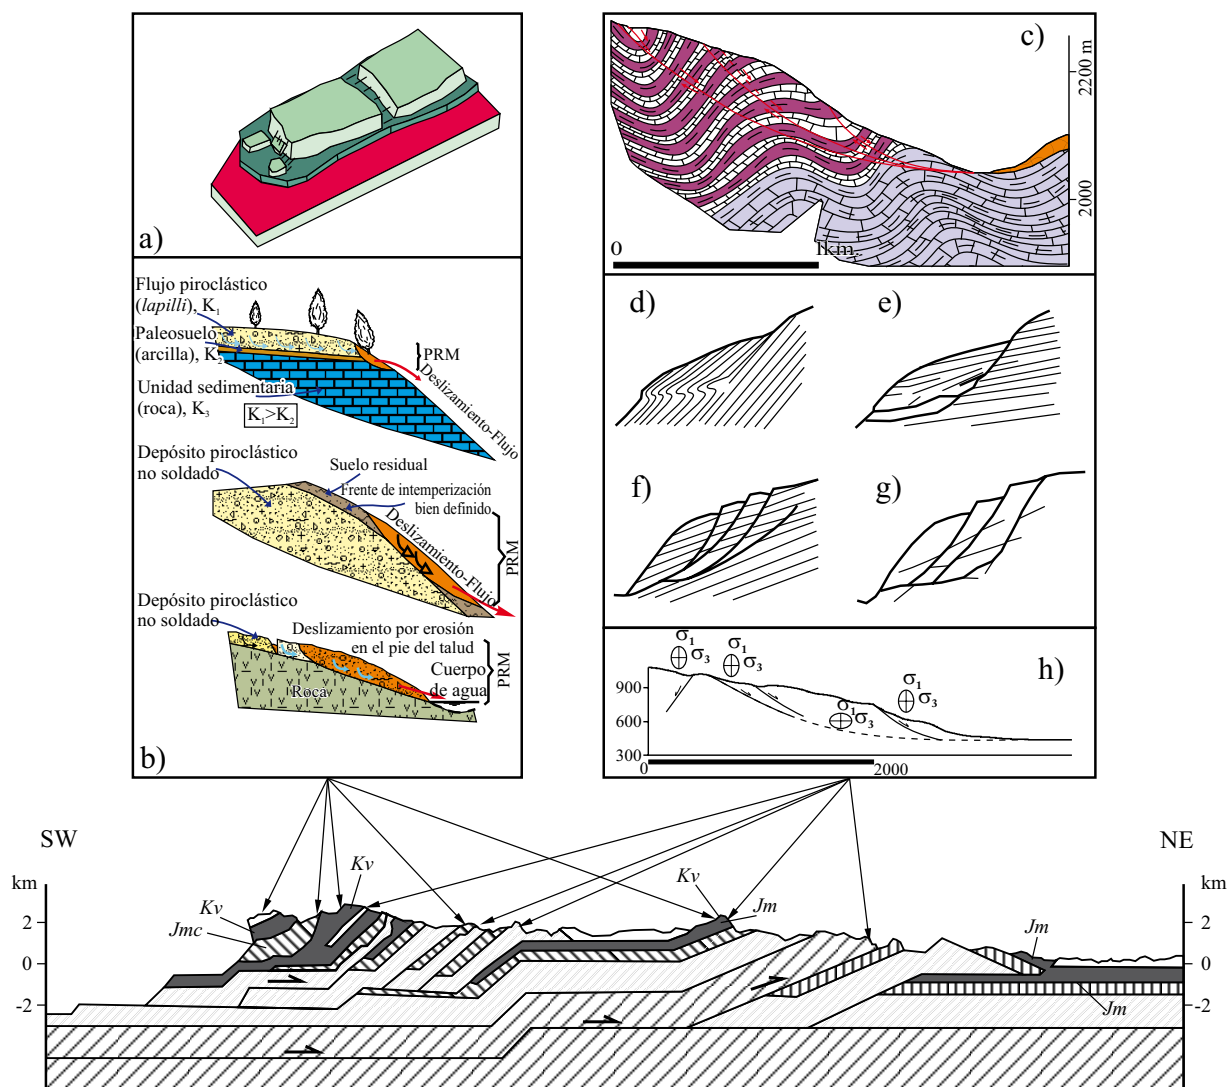 a)
Flujo piroclástico
(lapilli), K1
Paleosuelo
(arcilla), K2
PRM
Deslizamiento-Flujo
Unidad sedimentaria
(roca), K3
K1>K2
Depósito piroclástico
no soldado
Suelo residual
Frente de intemperización
bien definido
Deslizamiento-Flujo
PRM
Depósito piroclástico
no soldado
Deslizamiento por erosión
en el pie del talud
Cuerpo
de agua
PRM
Roca
b)
c)
2200 m
2000
0
1km.
d)
e)
f)
g)
h)
σ1
σ3
σ1
σ3
σ1
σ3
σ1
σ3
900
600
300
0
2000
SW
NE
km
km
2
0
-2
2
0
-2
Kv
Jmc
Kv
Kv
Jm
Jm
Jm